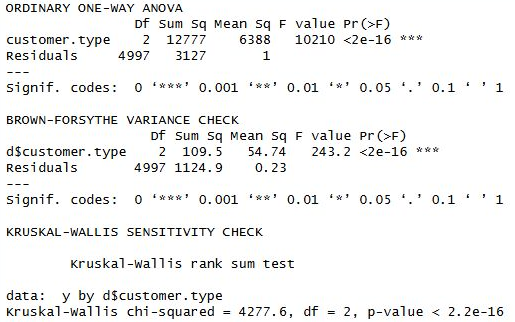 ORDINARY ONE-WAY ANOVA
                Df Sum Sq Mean Sq F value Pr(>F)
customer.type    2  12777    6388   10210 <2e-16 ***
Residuals     4997   3127       1
---
Signif. codes:  0 ‘***’ 0.001 ‘**’ 0.01 ‘*’ 0.05 ‘.’ 0.1 ‘ ’ 1
BROWN-FORSYTHE VARIANCE CHECK
                  Df Sum Sq Mean Sq F value Pr(>F)
d$customer.type    2  109.5   54.74   243.2 <2e-16 ***
Residuals       4997 1124.9    0.23
---
Signif. codes:  0 ‘***’ 0.001 ‘**’ 0.01 ‘*’ 0.05 ‘.’ 0.1 ‘ ’ 1
KRUSKAL-WALLIS SENSITIVITY CHECK
        Kruskal-Wallis rank sum test
data:  y by d$customer.type
Kruskal-Wallis chi-squared = 4277.6, df = 2, p-value < 2.2e-16